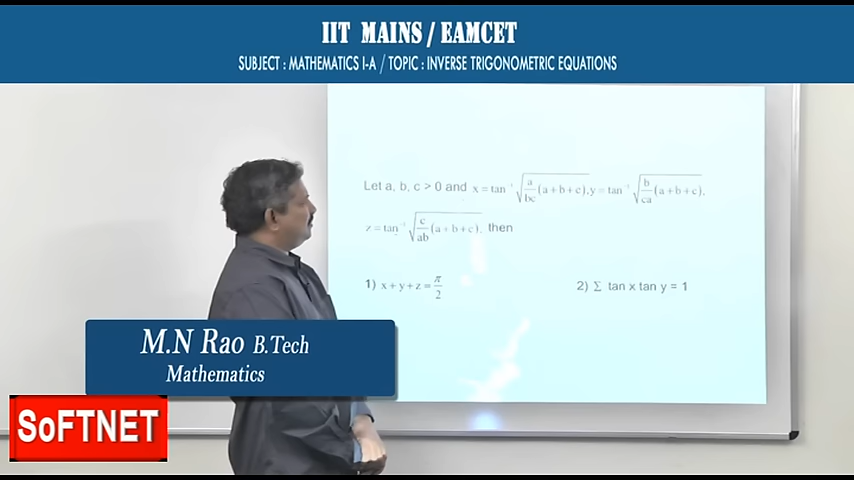 IIT MAINS / EAMCET
SUBJECT : MATHEMATICS I-A / TOPIC : INVERSE TRIGONOMETRIC EQUATIONS
Let a, b, c > 0 and x = tan⁻¹ √(a/bc (a+b+c)), y = tan⁻¹ √(b/ca (a+b+c)),
z = tan⁻¹ √(c/ab (a+b+c)), then
1) x+y+z = π/2 2) Σ tan x tan y = 1
M.N Rao B.Tech
Mathematics
SoFTNET